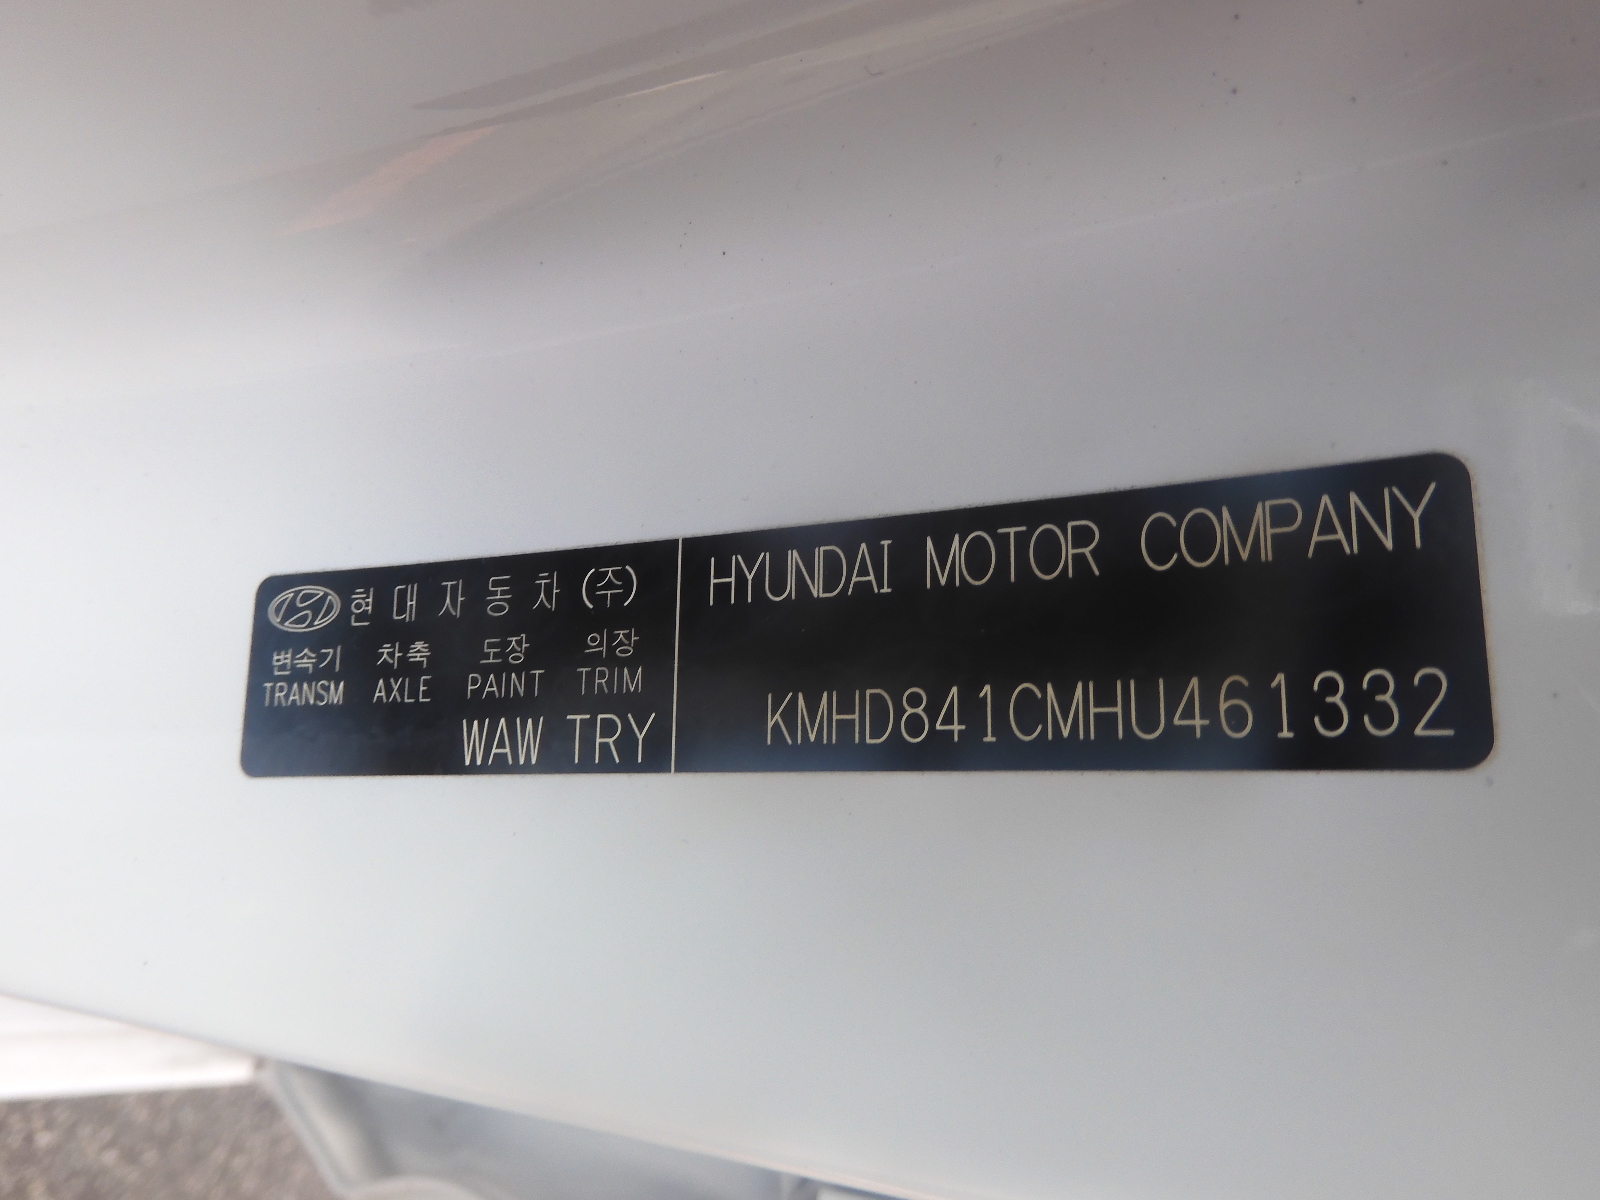 현대자동차(주)
변속기 차축 도장 의장
TRANSM AXLE PAINT TRIM
WAW TRY
HYUNDAI MOTOR COMPANY
KMHD841CMHU461332